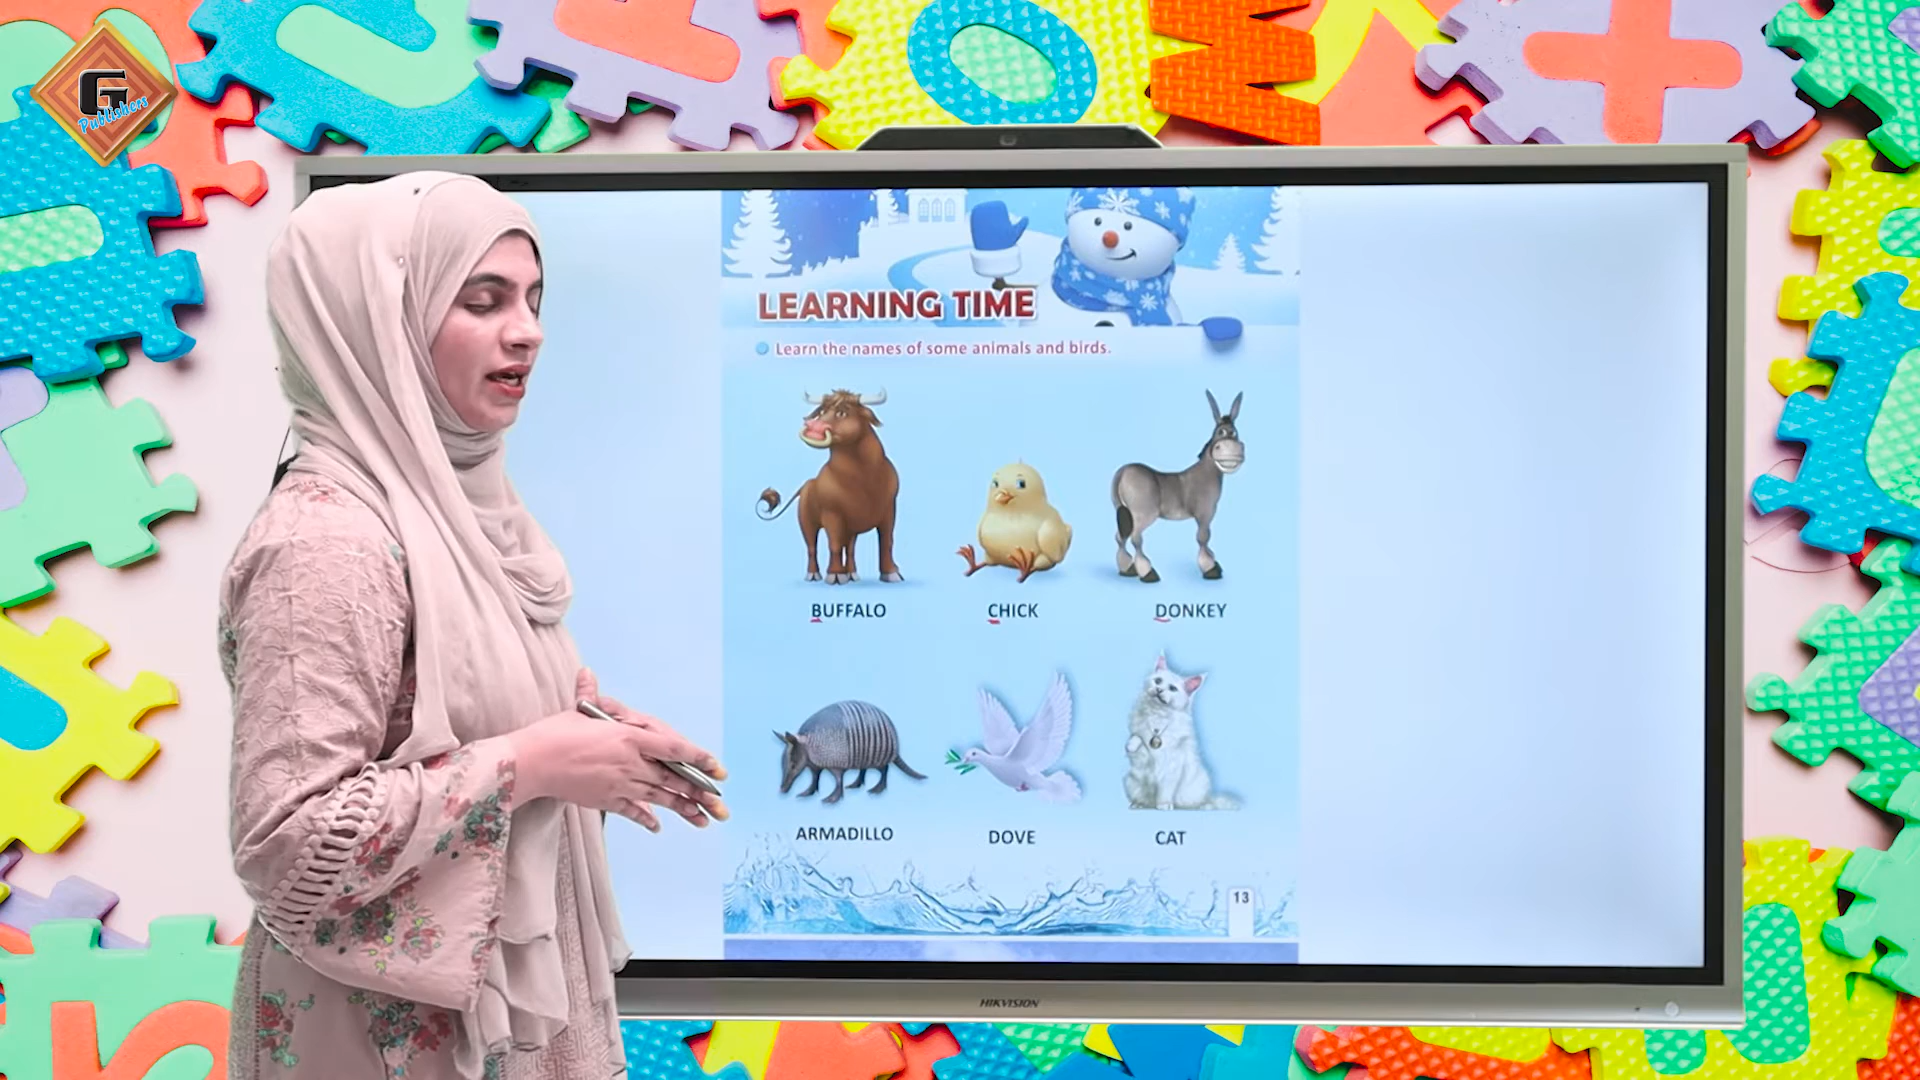 G
Publishers
LEARNING TIME
Learn the names of some animals and birds.
BUFFALO CHICK DONKEY
ARMADILLO DOVE CAT
13
HIKVISION